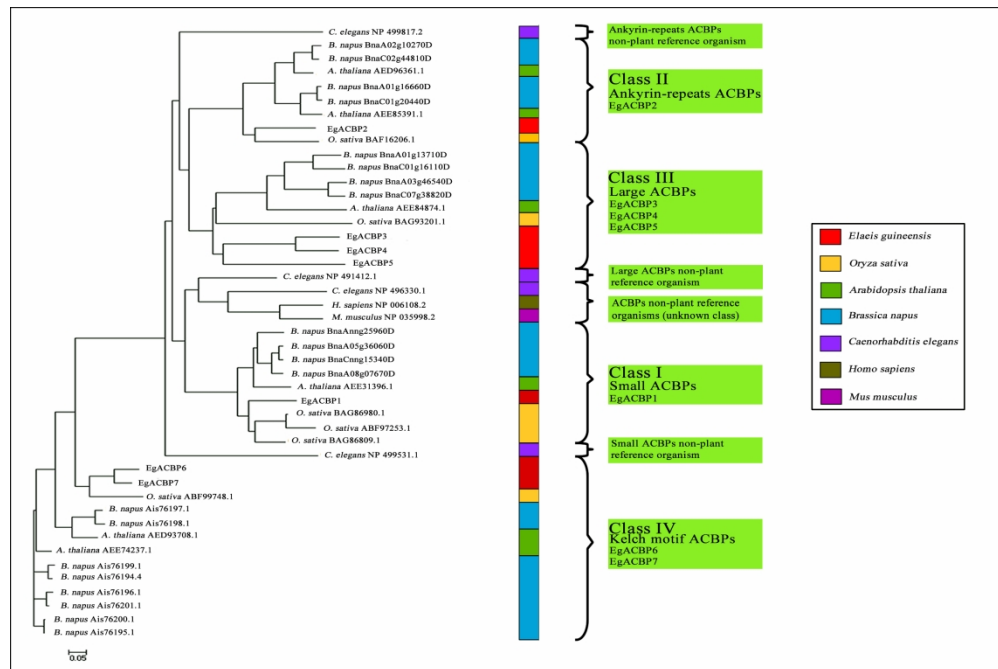 C. elegans NP 499817.2
B. napus BnaA02g10270D
B. napus BnaC02g44810D
A. thaliana AED96361.1
B. napus BnaA01g16660D
B. napus BnaC01g20440D
A. thaliana AEE85391.1
EgACBP2
O. sativa BAF16206.1
B. napus BnaA01g13710D
B. napus BnaC01g16110D
B. napus BnaA03g46540D
B. napus BnaC07g38820D
A. thaliana AEE84874.1
O. sativa BAG93201.1
EgACBP3
EgACBP4
EgACBP5
C. elegans NP 491412.1
C. elegans NP 496330.1
H. sapiens NP 006108.2
M. musculus NP 035998.2
B. napus BnaAnng25960D
B. napus BnaA05g36060D
B. napus BnaCnng15340D
B. napus BnaA08g07670D
A. thaliana AEE31396.1
EgACBP1
O. sativa BAG86980.1
O. sativa ABF97253.1
O. sativa BAG86809.1
C. elegans NP 499531.1
EgACBP6
EgACBP7
O. sativa ABF99748.1
B. napus Ais76197.1
B. napus Ais76198.1
A. thaliana AED93708.1
A. thaliana AEE74237.1
B. napus Ais76199.1
B. napus Ais76194.4
B. napus Ais76196.1
B. napus Ais76201.1
B. napus Ais76200.1
B. napus Ais76195.1
0.05
Ankyrin-repeats ACBPs
non-plant reference organism
Class II
Ankyrin-repeats ACBPs
EgACBP2
Class III
Large ACBPs
EgACBP3
EgACBP4
EgACBP5
Large ACBPs non-plant
reference organism
ACBPs non-plant reference
organisms (unknown class)
Class I
Small ACBPs
EgACBP1
Small ACBPs non-plant
reference organism
Class IV
Kelch motif ACBPs
EgACBP6
EgACBP7
Elaeis guineensis
Oryza sativa
Arabidopsis thaliana
Brassica napus
Caenorhabditis elegans
Homo sapiens
Mus musculus